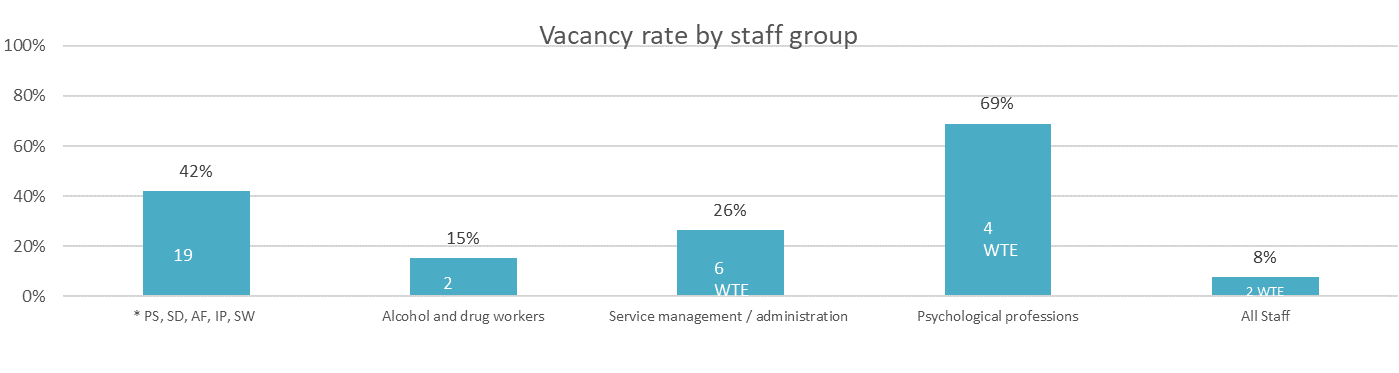 Vacancy rate by staff group
100%
80%
60%
40%
20%
0%
42%
15%
26%
69%
8%
19
2
6
WTE
4
WTE
2 WTE
* PS, SD, AF, IP, SW
Alcohol and drug workers
Service management / administration
Psychological professions
All Staff